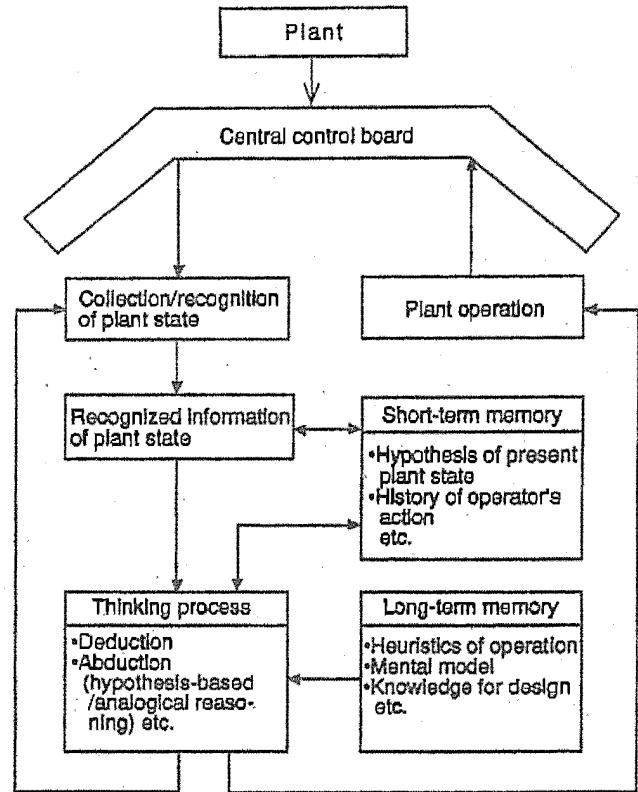 Plant
Central control board
Collection/recognition
of plant state
Plant operation
Recognized information
of plant state
Short-term memory
•Hypothesis of present
plant state
•History of operator's
action
etc.
Thinking process
•Deduction
•Abduction
(hypothesis-based
/analogical reaso-
ning) etc.
Long-term memory
•Heuristics of operation
•Mental model
•Knowledge for design
etc.